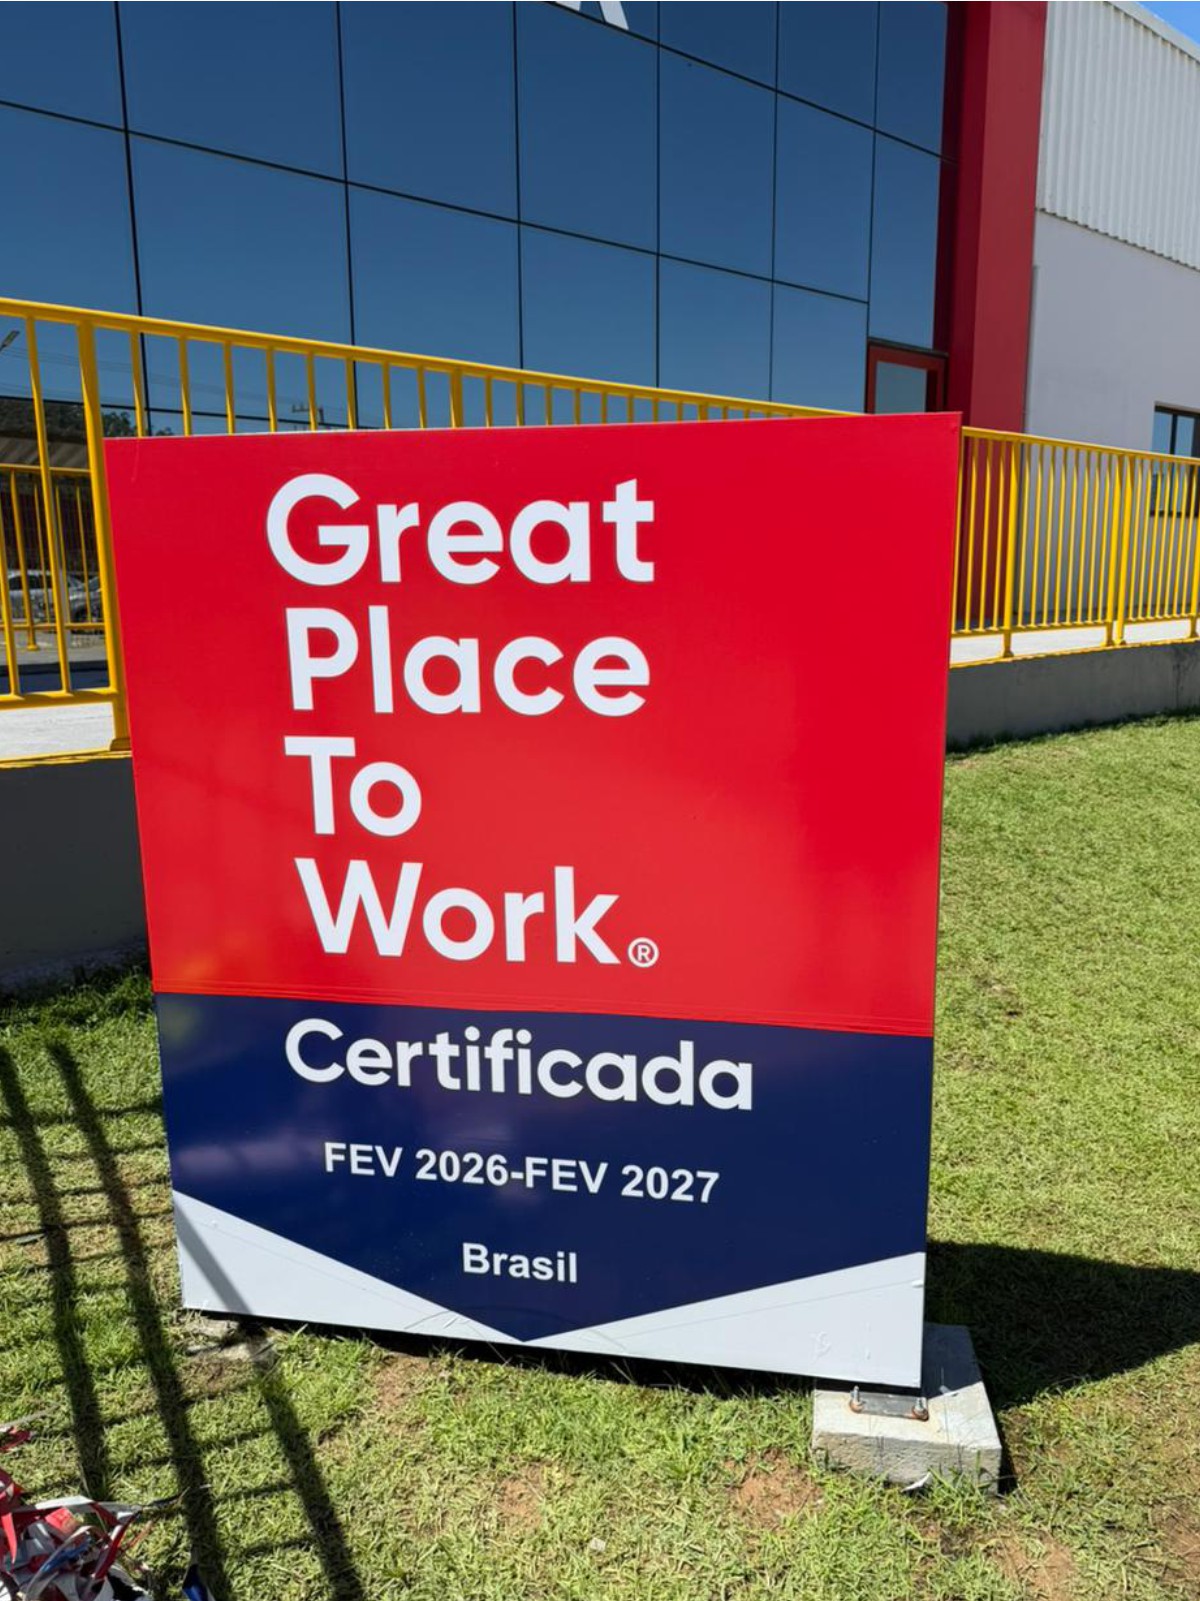 Great
Place
To
Work®
Certificada
FEV 2026-FEV 2027
Brasil